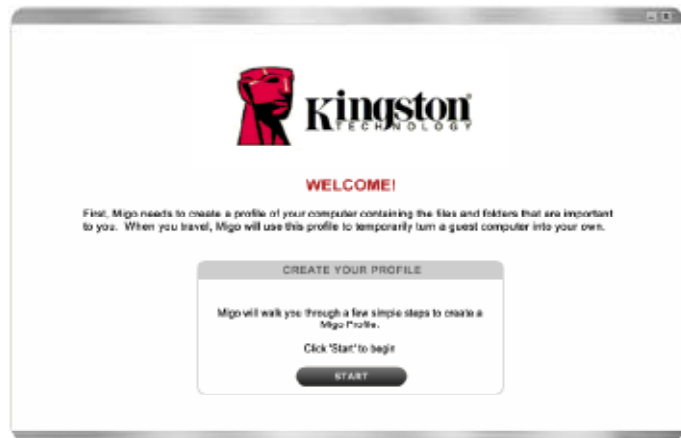 Kingston
TECHNOLOGY
WELCOME!
First, Migo needs to create a profile of your computer containing the files and folders that are important
to you. When you travel, Migo will use this profile to temporarily turn a guest computer into your own.
CREATE YOUR PROFILE
Migo will walk you through a few simple steps to create a
Migo Profile.
Click 'Start' to begin
START